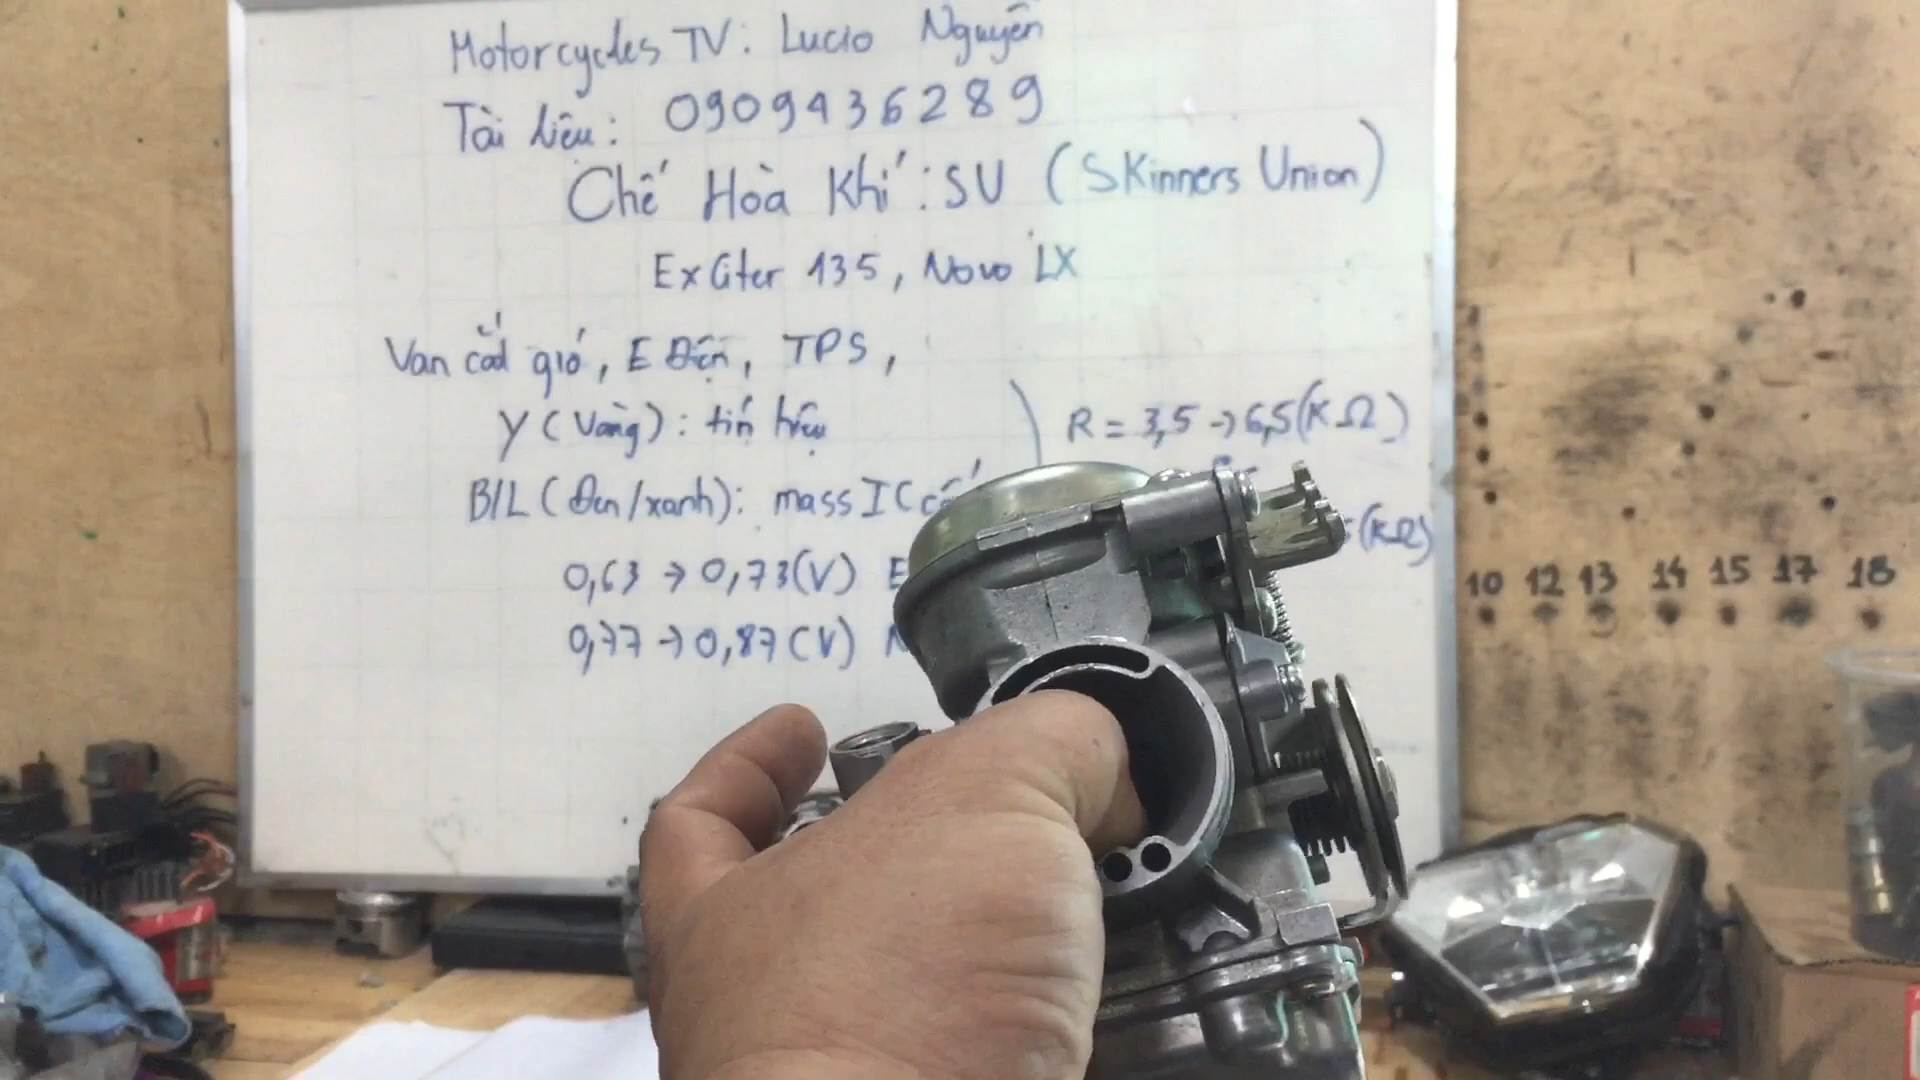 Motorcycles TV: Lucio Nguyễn
Tài liệu: 0909436289
Chế Hòa Khí: SU (Skinners Union)
Exciter 135, Novo LX
Van cắt gió, E Điện, TPS,
Y (Vàng): tín hiệu
R = 3,5 → 6,5 (KΩ)
B/L (Đen/xanh): mass IC
(KΩ)
0,63 → 0,73 (V) E
0,77 → 0,87 (V) N
10 12 13 14 15 17 18